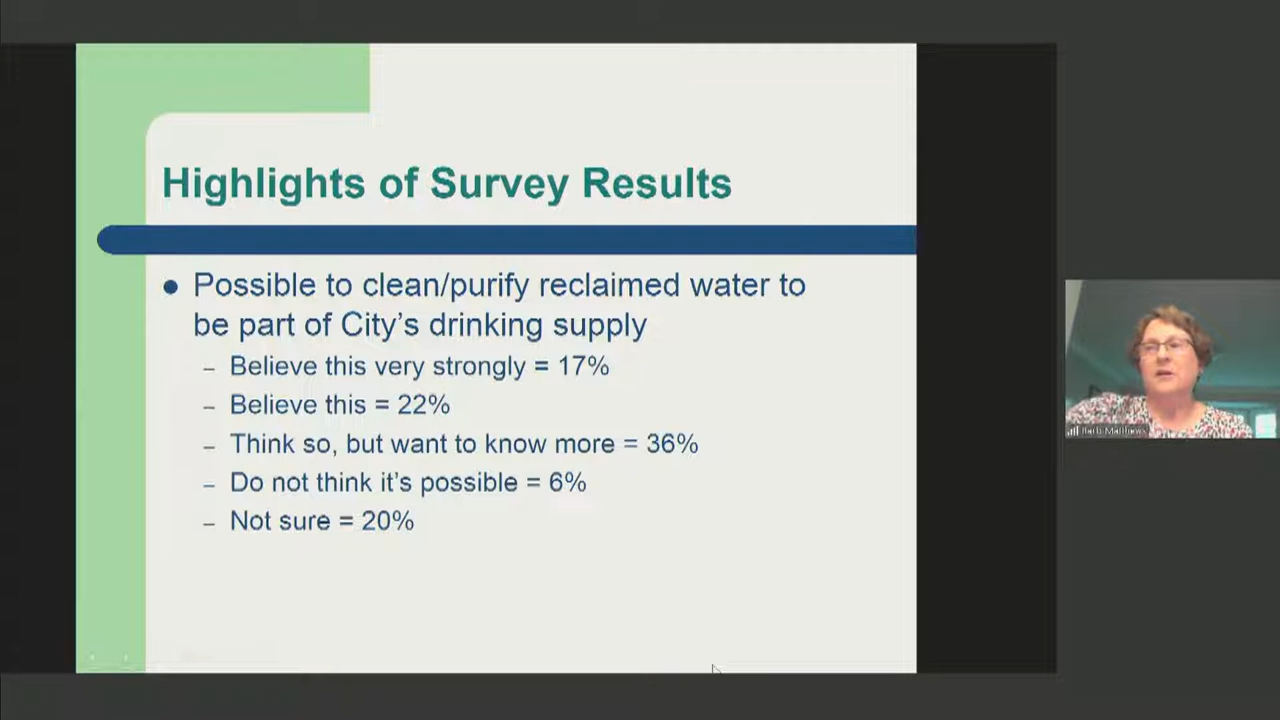 Highlights of Survey Results
● Possible to clean/purify reclaimed water to
be part of City’s drinking supply
– Believe this very strongly = 17%
– Believe this = 22%
– Think so, but want to know more = 36%
– Do not think it’s possible = 6%
– Not sure = 20%
Barb Matthews